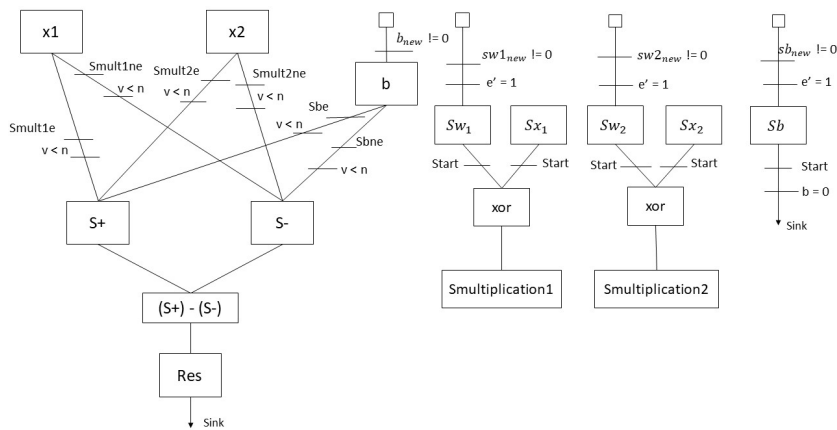 x1
x2
b_new != 0
sw1_new != 0
sw2_new != 0
sb_new != 0
Smult1ne
v < n
Smult2e
v < n
Smult2ne
v < n
b
e' = 1
e' = 1
e' = 1
Sbe
v < n
Smult1e
v < n
Sbne
v < n
Sw₁
Sx₁
Sw₂
Sx₂
Sb
Start
Start
Start
Start
Start
b = 0
Sink
S+
S-
xor
xor
(S+) - (S-)
Smultiplication1
Smultiplication2
Res
Sink